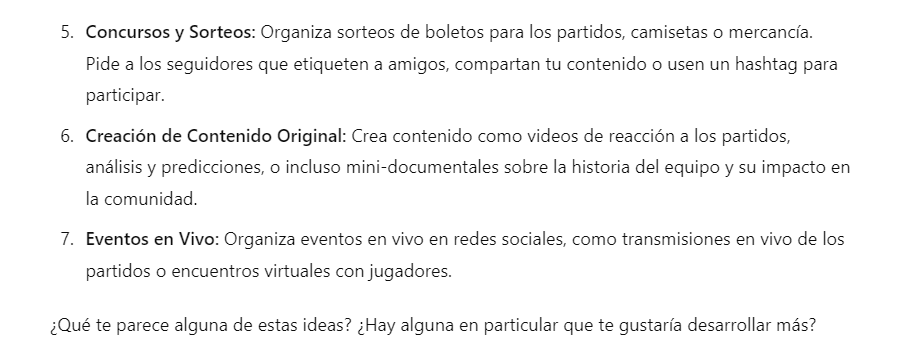 5. Concursos y Sorteos: Organiza sorteos de boletos para los partidos, camisetas o mercancía.
Pide a los seguidores que etiqueten a amigos, compartan tu contenido o usen un hashtag para
participar.
6. Creación de Contenido Original: Crea contenido como videos de reacción a los partidos,
análisis y predicciones, o incluso mini-documentales sobre la historia del equipo y su impacto en
la comunidad.
7. Eventos en Vivo: Organiza eventos en vivo en redes sociales, como transmisiones en vivo de los
partidos o encuentros virtuales con jugadores.
¿Qué te parece alguna de estas ideas? ¿Hay alguna en particular que te gustaría desarrollar más?